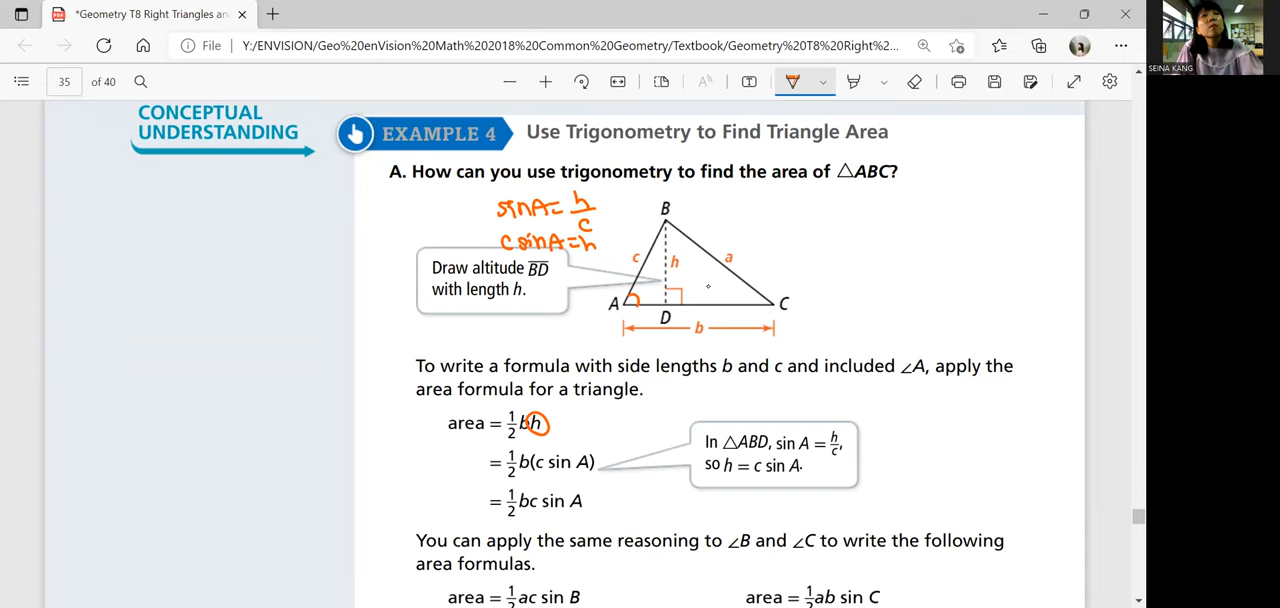 *Geometry T8 Right Triangles an
File Y:/ENVISION/Geo%20enVision%20Math%202018%20Common%20Geometry/Textbook/Geometry%20T8%20Right%2...
SEINA KANG
35 of 40
CONCEPTUAL
UNDERSTANDING
EXAMPLE 4 Use Trigonometry to Find Triangle Area
A. How can you use trigonometry to find the area of △ABC?
sinA = h/c
c sinA = h
B
c h a
Draw altitude BD
with length h.
A D C
b
To write a formula with side lengths b and c and included ∠A, apply the
area formula for a triangle.
area = 1/2 bh
= 1/2 b(c sin A)
= 1/2 bc sin A
In △ABD, sin A = h/c,
so h = c sin A.
You can apply the same reasoning to ∠B and ∠C to write the following
area formulas.
area = 1/2 ac sin B area = 1/2 ab sin C